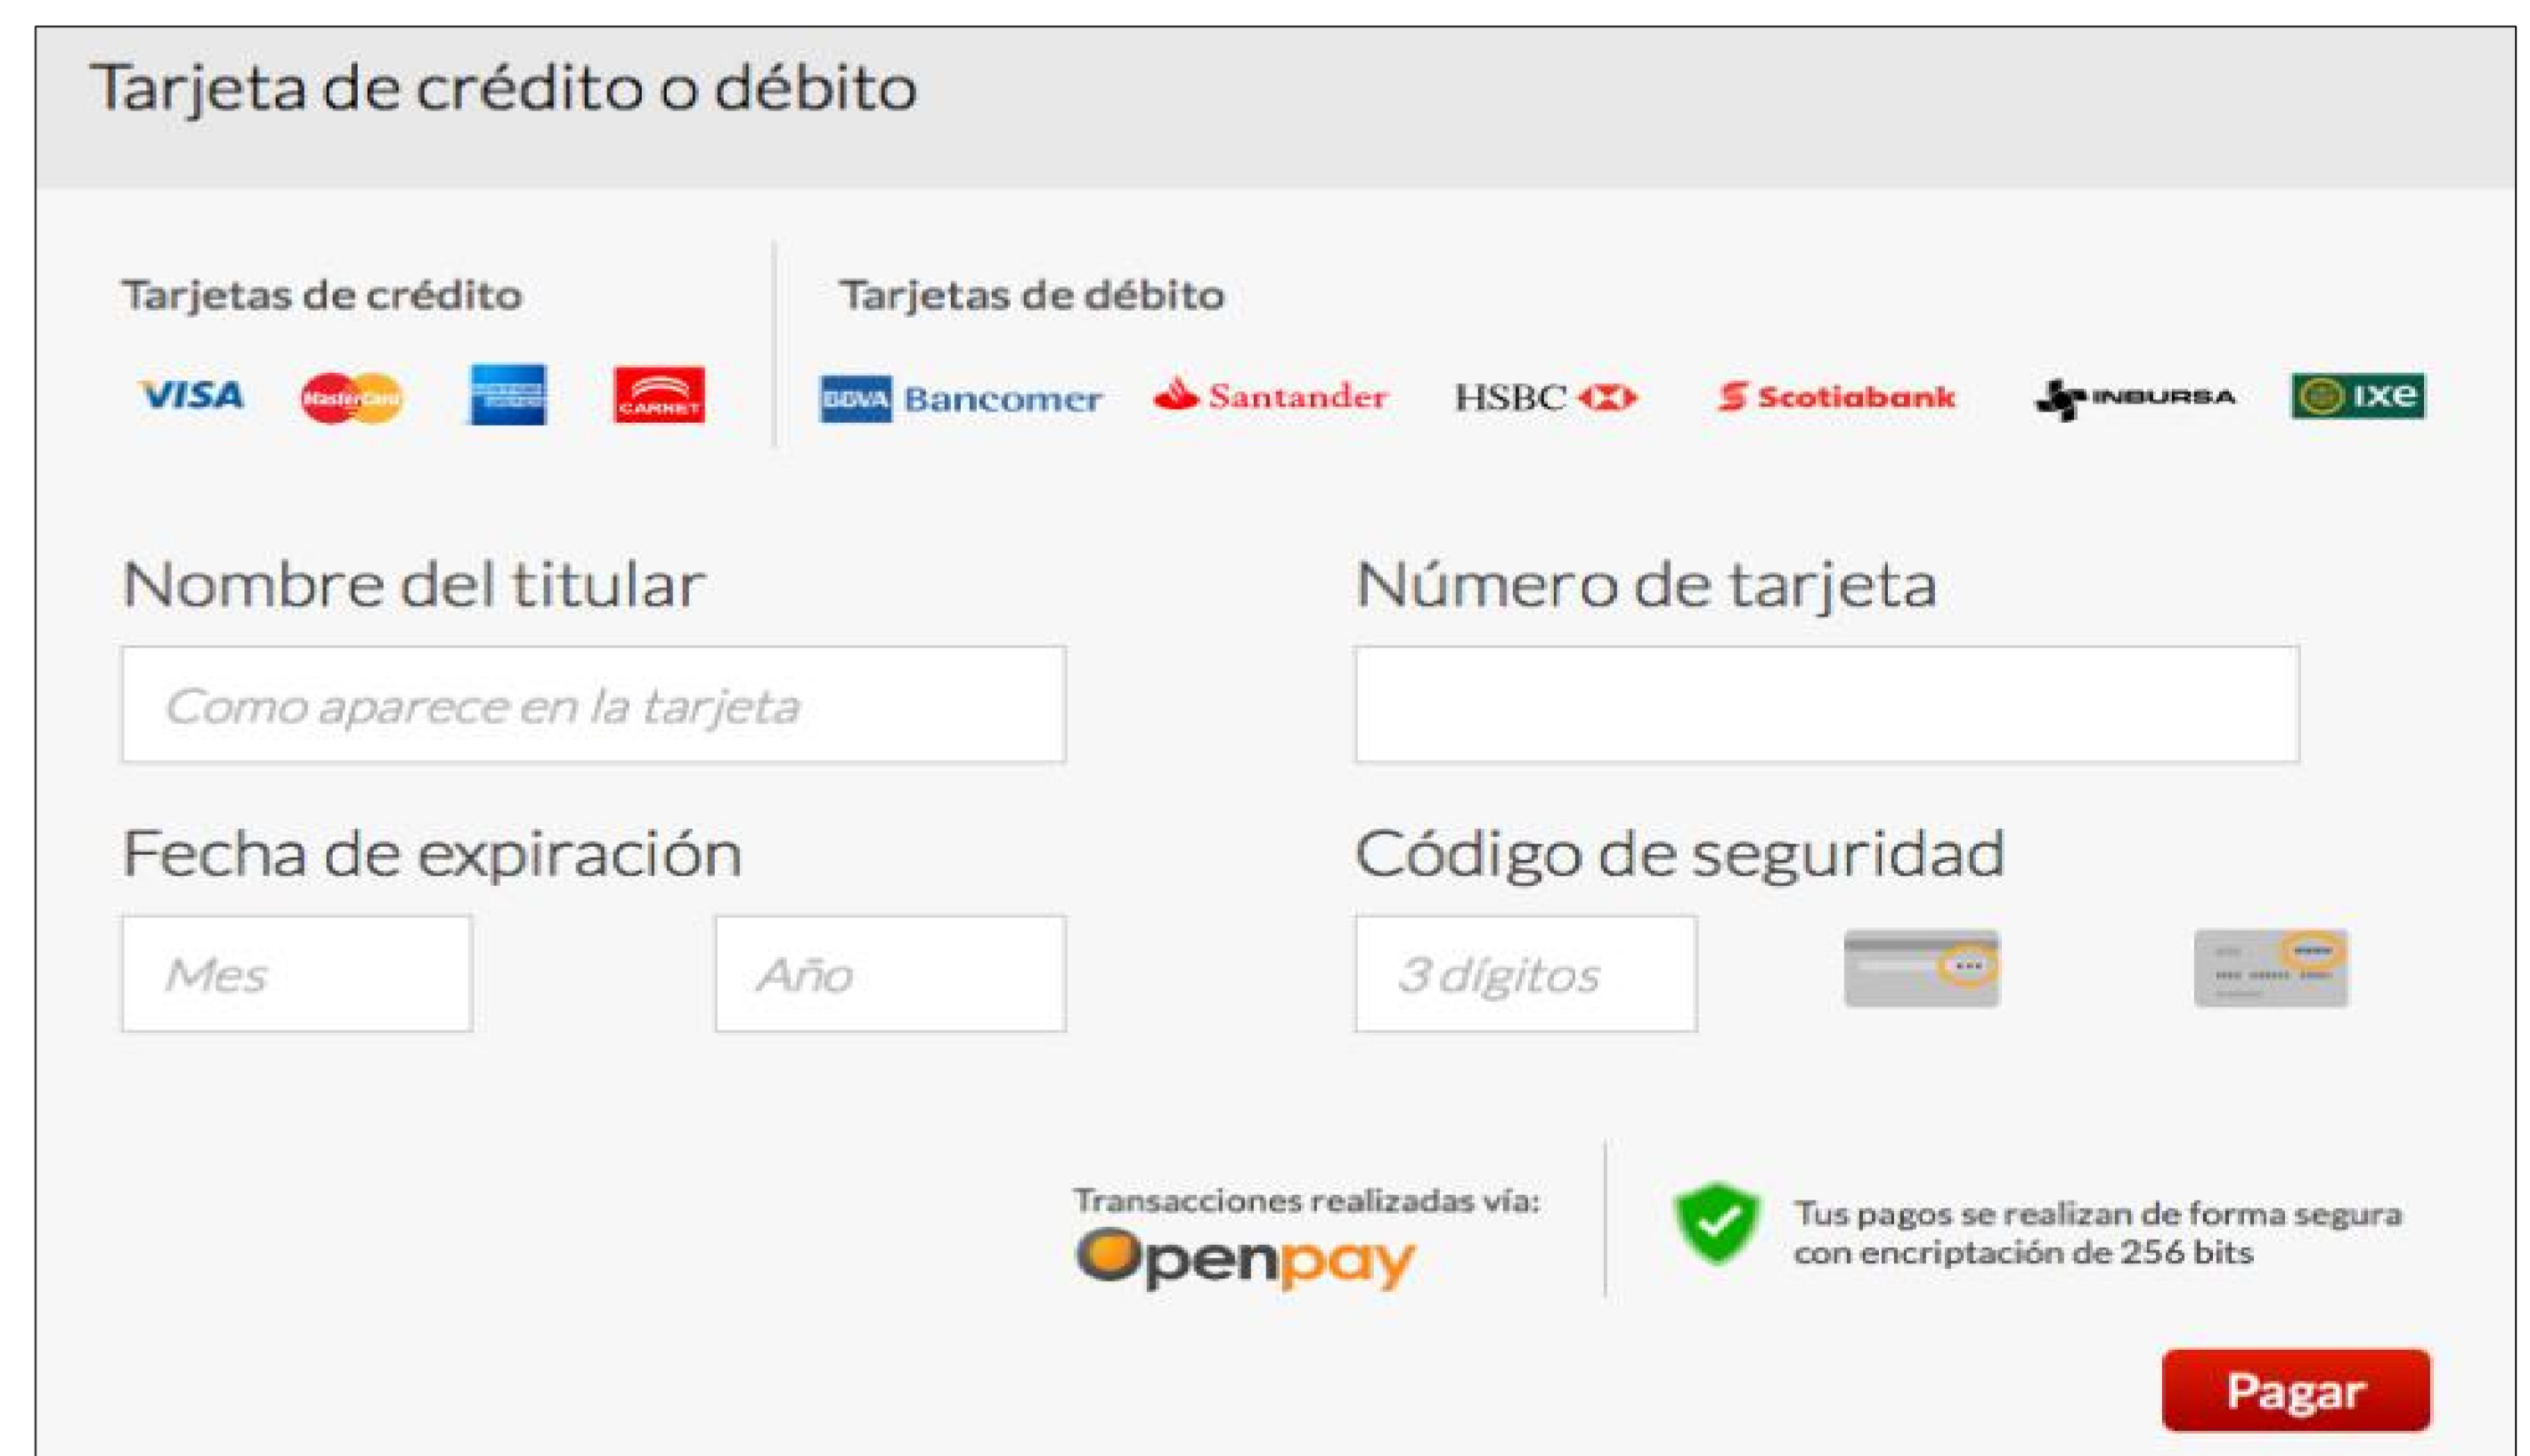 Tarjeta de crédito o débito
Tarjetas de crédito
Tarjetas de débito
VISA MasterCard CARNET BBVA Bancomer Santander HSBC Scotiabank INBURSA ixe
Nombre del titular
Número de tarjeta
Como aparece en la tarjeta
Fecha de expiración
Código de seguridad
Mes
Año
3 dígitos
Transacciones realizadas vía:
Openpay
Tus pagos se realizan de forma segura
con encriptación de 256 bits
Pagar